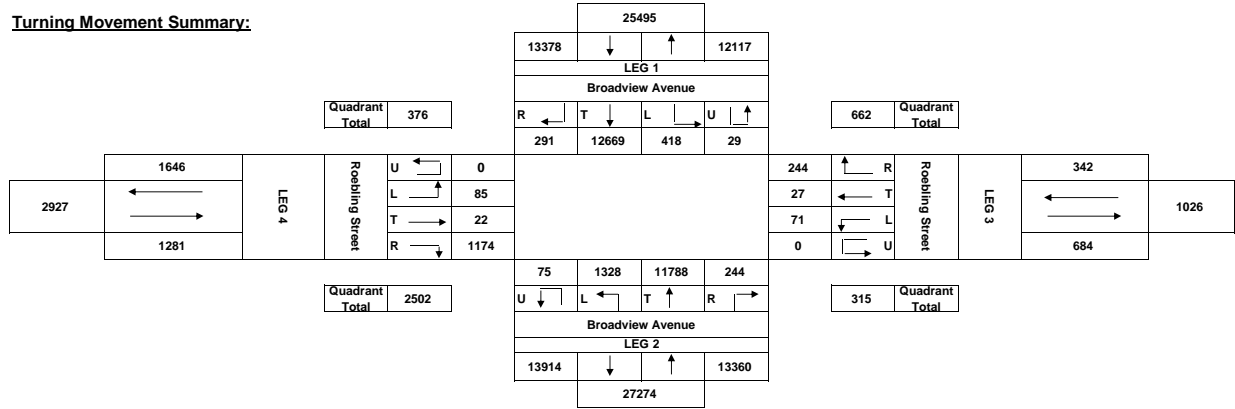 Turning Movement Summary:
25495
13378 12117
LEG 1
Broadview Avenue
Quadrant Total 376
R T L U
Quadrant Total 662
291 12669 418 29
1646
U 0
244 R
342
2927
LEG 4
Roebling Street
L 85
27 T
Roebling Street
LEG 3
1026
T 22
71 L
1281
R 1174
0 U
684
75 1328 11788 244
Quadrant Total 2502
U L T R
315 Quadrant Total
Broadview Avenue
LEG 2
13914 13360
27274